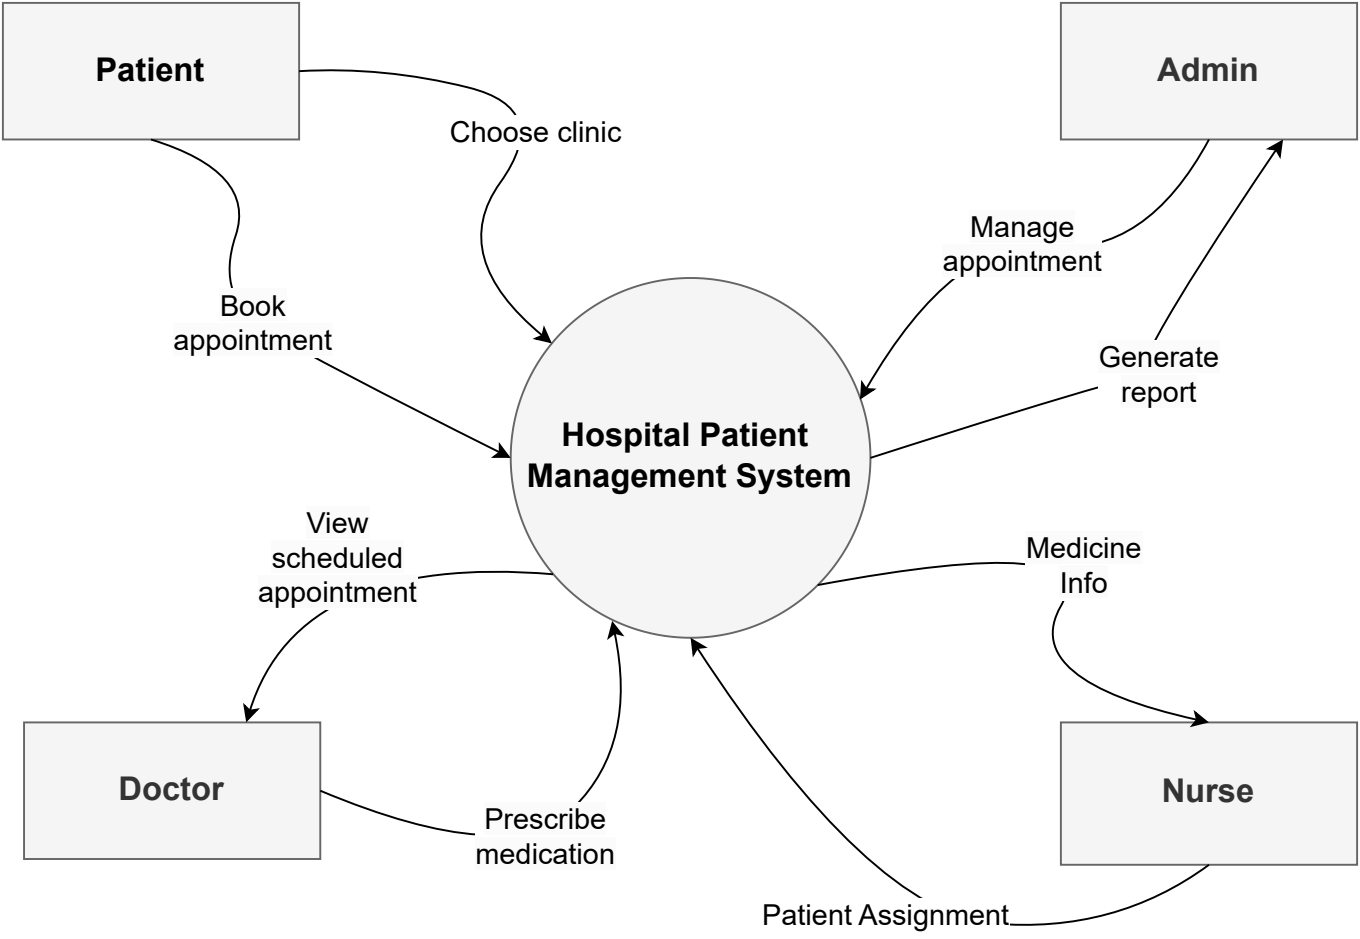 Patient
Admin
Choose clinic
Manage
appointment
Book
appointment
Generate
report
Hospital Patient
Management System
View
scheduled
appointment
Medicine
Info
Doctor
Nurse
Prescribe
medication
Patient Assignment